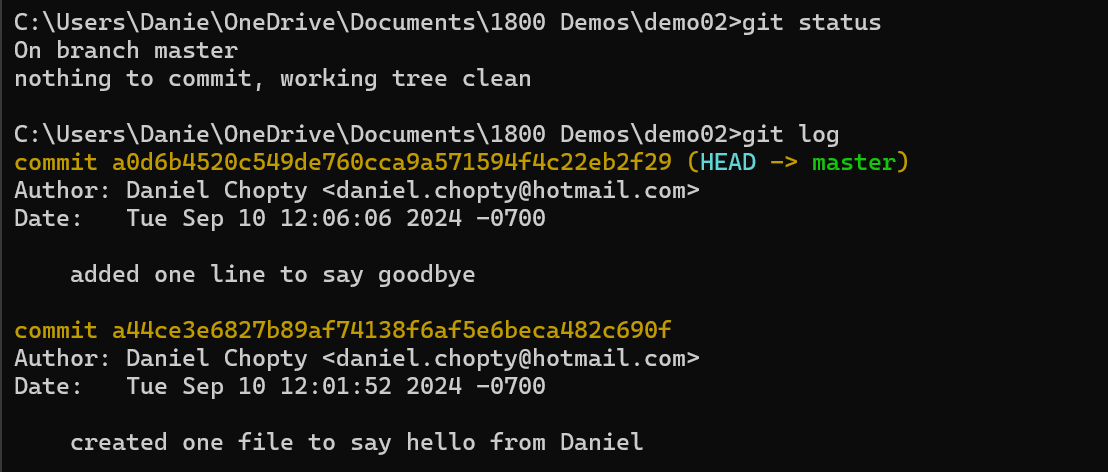 C:\Users\Danie\OneDrive\Documents\1800 Demos\demo02>git status
On branch master
nothing to commit, working tree clean
C:\Users\Danie\OneDrive\Documents\1800 Demos\demo02>git log
commit a0d6b4520c549de760cca9a571594f4c22eb2f29 (HEAD -> master)
Author: Daniel Chopty <daniel.chopty@hotmail.com>
Date:   Tue Sep 10 12:06:06 2024 -0700
    added one line to say goodbye
commit a44ce3e6827b89af74138f6af5e6beca482c690f
Author: Daniel Chopty <daniel.chopty@hotmail.com>
Date:   Tue Sep 10 12:01:52 2024 -0700
    created one file to say hello from Daniel